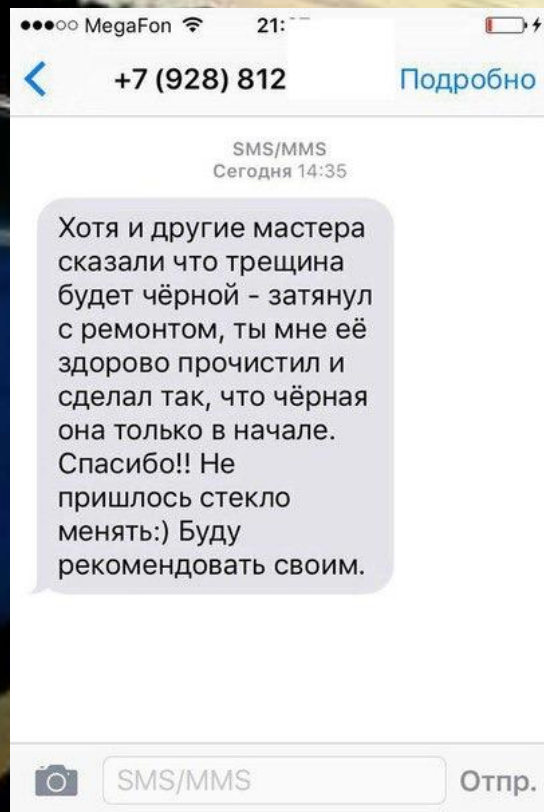 MegaFon 21:
+7 (928) 812 Подробно
SMS/MMS
Сегодня 14:35
Хотя и другие мастера
сказали что трещина
будет чёрной - затянул
с ремонтом, ты мне её
здорово прочистил и
сделал так, что чёрная
она только в начале.
Спасибо!! Не
пришлось стекло
менять:) Буду
рекомендовать своим.
SMS/MMS Отпр.